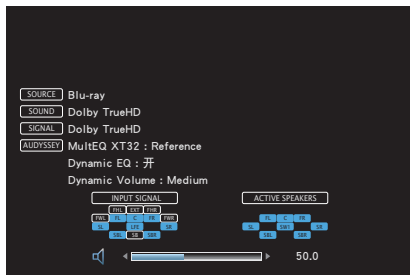 SOURCE Blu-ray
SOUND Dolby TrueHD
SIGNAL Dolby TrueHD
AUDYSSEY MultEQ XT32 : Reference
Dynamic EQ : 开
Dynamic Volume : Medium
INPUT SIGNAL ACTIVE SPEAKERS
FHL EXT FHR
FWL FL C FR FWR FL C FR
SL LFE SR SL SW1 SR
SBL SB SBR SBL SBR
50.0